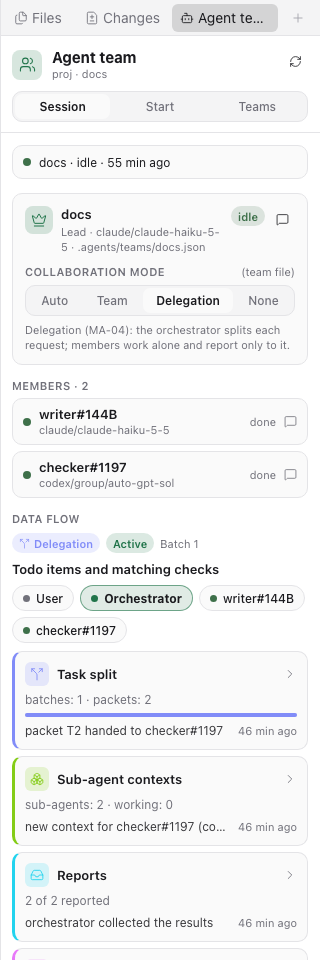 Files
Changes
Agent te...
Agent team
proj · docs
Session
Start
Teams
docs · idle · 55 min ago
docs
idle
Lead · claude/claude-haiku-5-
5 · .agents/teams/docs.json
COLLABORATION MODE
(team file)
Auto
Team
Delegation
None
Delegation (MA-04): the orchestrator splits each
request; members work alone and report only to it.
MEMBERS · 2
writer#144B
claude/claude-haiku-5-5
done
checker#1197
codex/group/auto-gpt-sol
done
DATA FLOW
Delegation
Active
Batch 1
Todo items and matching checks
User
Orchestrator
writer#144B
checker#1197
Task split
batches: 1 · packets: 2
packet T2 handed to checker#1197
46 min ago
Sub-agent contexts
sub-agents: 2 · working: 0
new context for checker#1197 (co...
46 min ago
Reports
2 of 2 reported
orchestrator collected the results
46 min ago